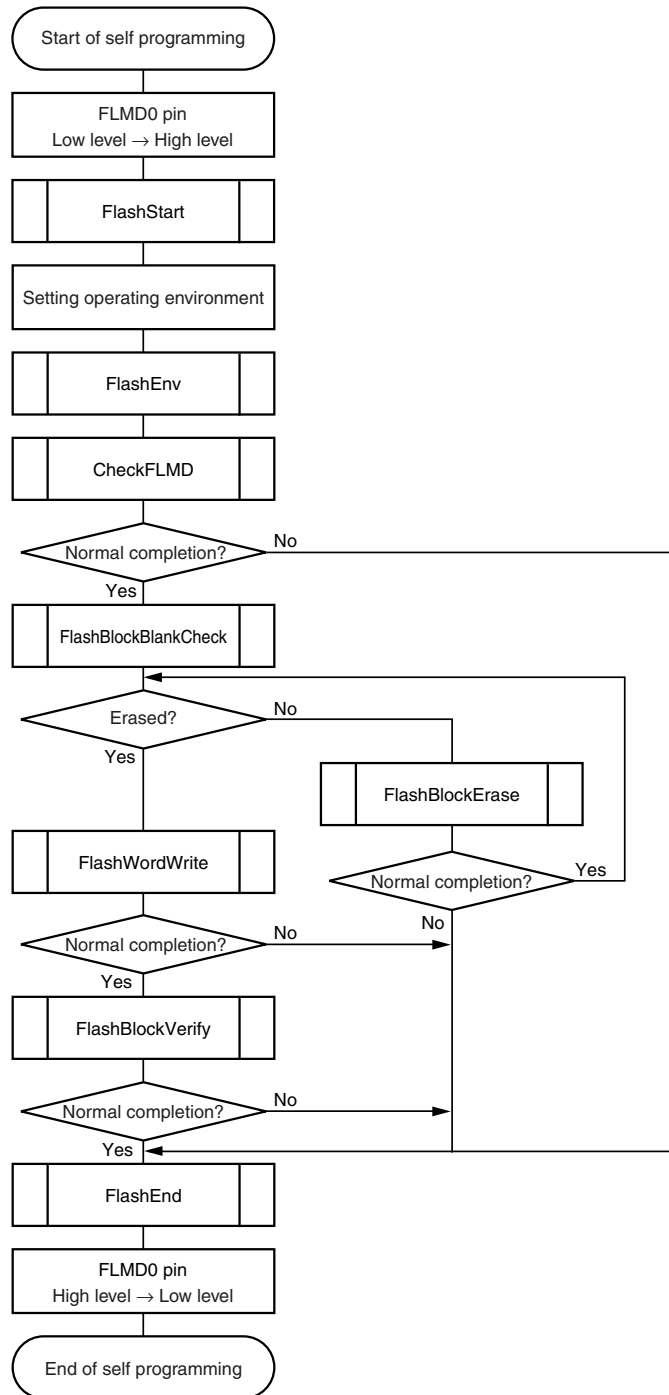 Start of self programming
FLMD0 pin
Low level → High level
FlashStart
Setting operating environment
FlashEnv
CheckFLMD
Normal completion?
No
Yes
FlashBlockBlankCheck
Erased?
No
Yes
FlashBlockErase
FlashWordWrite
Normal completion?
Yes
No
Normal completion?
No
Yes
FlashBlockVerify
Normal completion?
No
Yes
FlashEnd
FLMD0 pin
High level → Low level
End of self programming